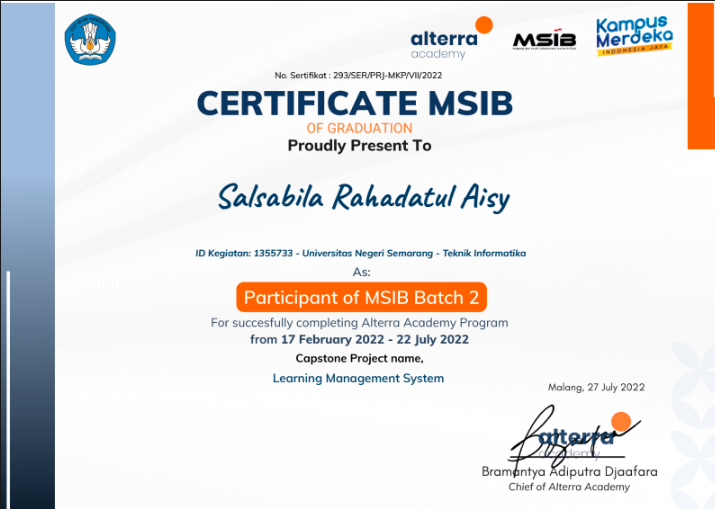 alterra
academy
MSIB
Kampus
Merdeka
INDONESIA JAYA
No. Sertifikat : 293/SER/PRJ-MKP/VII/2022
CERTIFICATE MSIB
OF GRADUATION
Proudly Present To
Salsabila Rahadatul Aisy
ID Kegiatan: 1355733 - Universitas Negeri Semarang - Teknik Informatika
As:
Participant of MSIB Batch 2
For succesfully completing Alterra Academy Program
from 17 February 2022 - 22 July 2022
Capstone Project name,
Learning Management System
Malang, 27 July 2022
alterra
academy
Bramantya Adiputra Djaafara
Chief of Alterra Academy